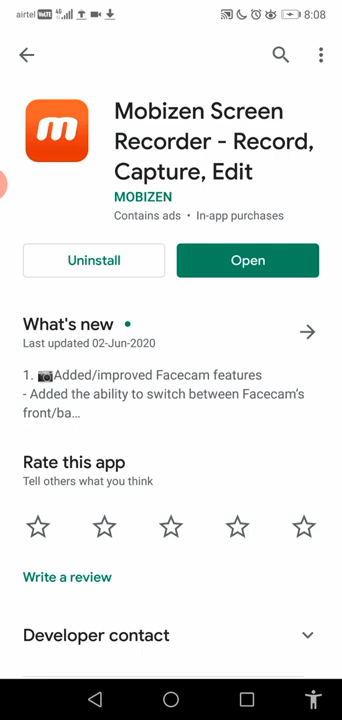 airtel VoLTE 4G 8:08
Mobizen Screen
Recorder - Record,
Capture, Edit
MOBIZEN
Contains ads • In-app purchases
Uninstall
Open
What's new •
Last updated 02-Jun-2020
1. 📷Added/improved Facecam features
- Added the ability to switch between Facecam's
front/ba...
Rate this app
Tell others what you think
Write a review
Developer contact